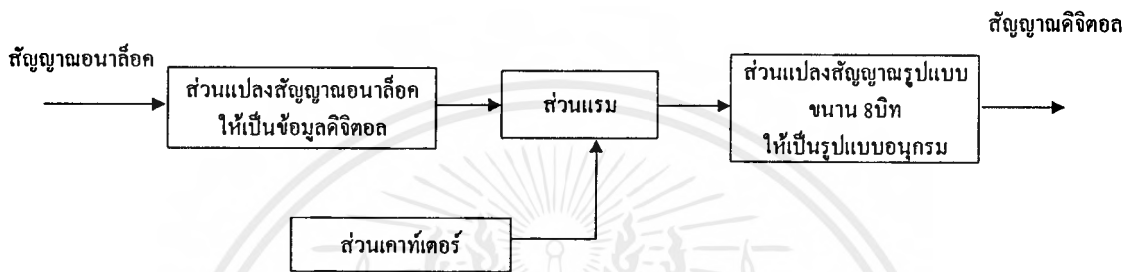 สัญญาณอนาล็อค
ส่วนแปลงสัญญาณอนาล็อค
ให้เป็นข้อมูลดิจิตอล
ส่วนแรม
ส่วนเคาท์เตอร์
ส่วนแปลงสัญญาณรูปแบบ
ขนาน 8บิท
ให้เป็นรูปแบบอนุกรม
สัญญาณดิจิตอล